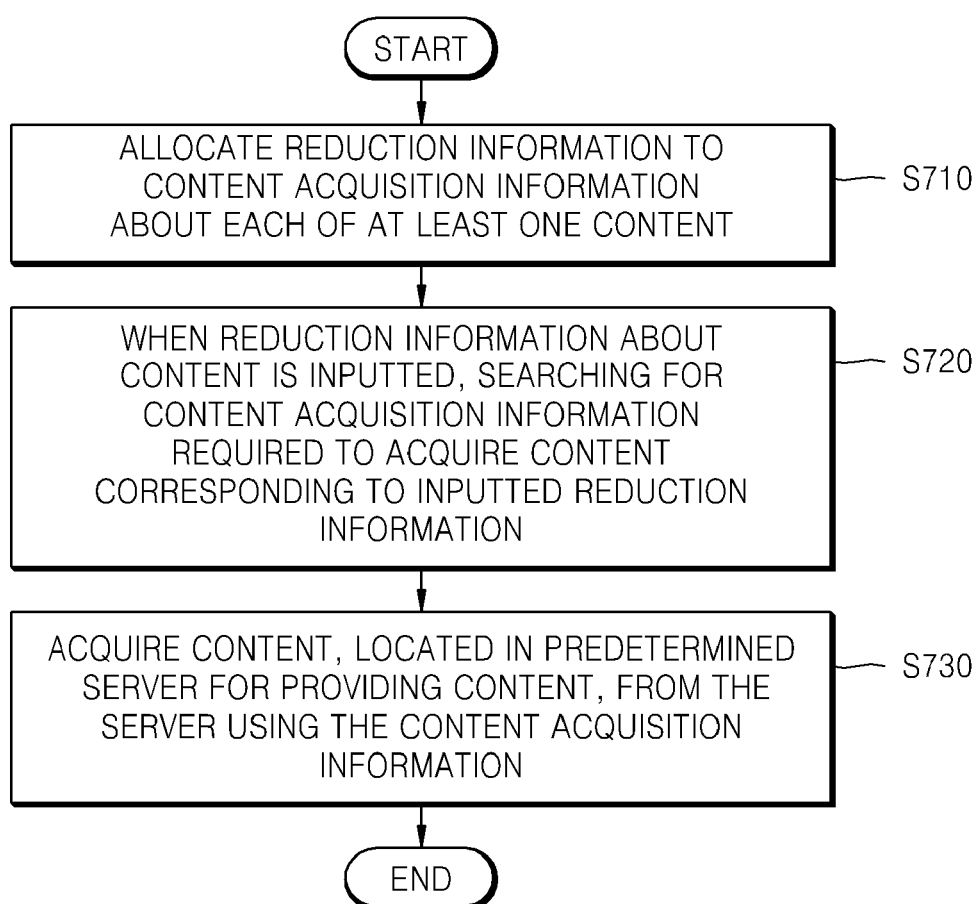 START
ALLOCATE REDUCTION INFORMATION TO
CONTENT ACQUISITION INFORMATION
ABOUT EACH OF AT LEAST ONE CONTENT
S710
WHEN REDUCTION INFORMATION ABOUT
CONTENT IS INPUTTED, SEARCHING FOR
CONTENT ACQUISITION INFORMATION
REQUIRED TO ACQUIRE CONTENT
CORRESPONDING TO INPUTTED REDUCTION
INFORMATION
S720
ACQUIRE CONTENT, LOCATED IN PREDETERMINED
SERVER FOR PROVIDING CONTENT, FROM THE
SERVER USING THE CONTENT ACQUISITION
INFORMATION
S730
END